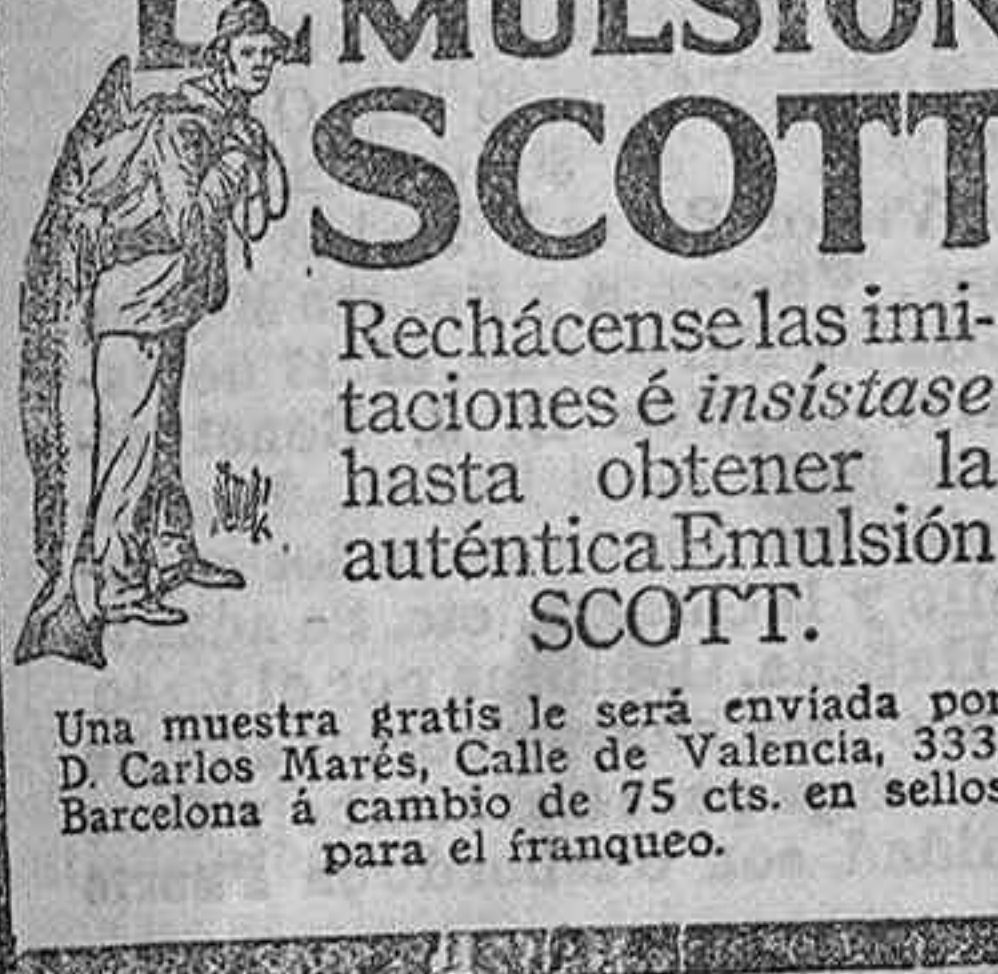 EMULSIÓN
SCOTT
Rechácense las imi-
taciones é insístase
hasta obtener la
auténtica Emulsión
SCOTT.
Una muestra gratis le será enviada por
D. Carlos Marés, Calle de Valencia, 333
Barcelona á cambio de 75 cts. en sellos
para el franqueo.